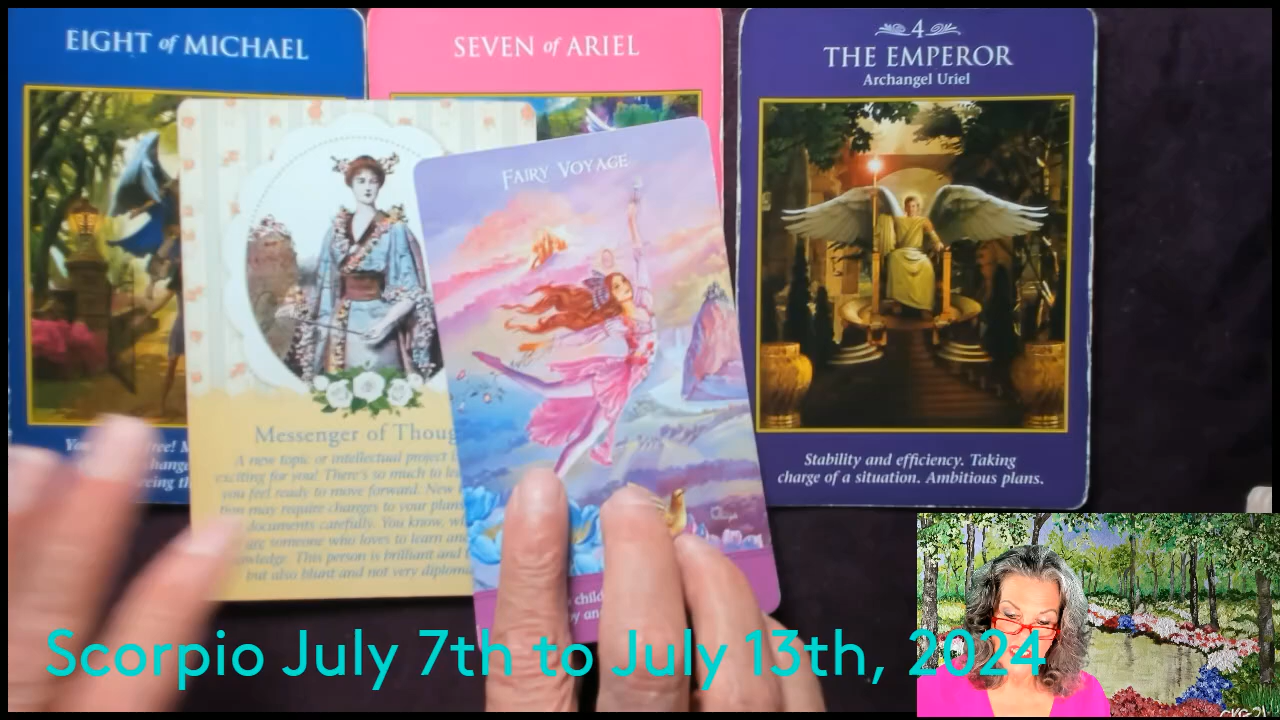 EIGHT of MICHAEL
SEVEN of ARIEL
4
THE EMPEROR
Archangel Uriel
FAIRY VOYAGE
Stability and efficiency. Taking
charge of a situation. Ambitious plans.
Messenger of Thoug
A new topic or intellectual project
exciting for you! There's so much to le
you feel ready to move forward. New
tion may require changes to your plans
documents carefully. You know, w
are someone who loves to learn an
owledge. This person is brilliant and
but also blunt and not very diplom
Scorpio July 7th to July 13th, 2024